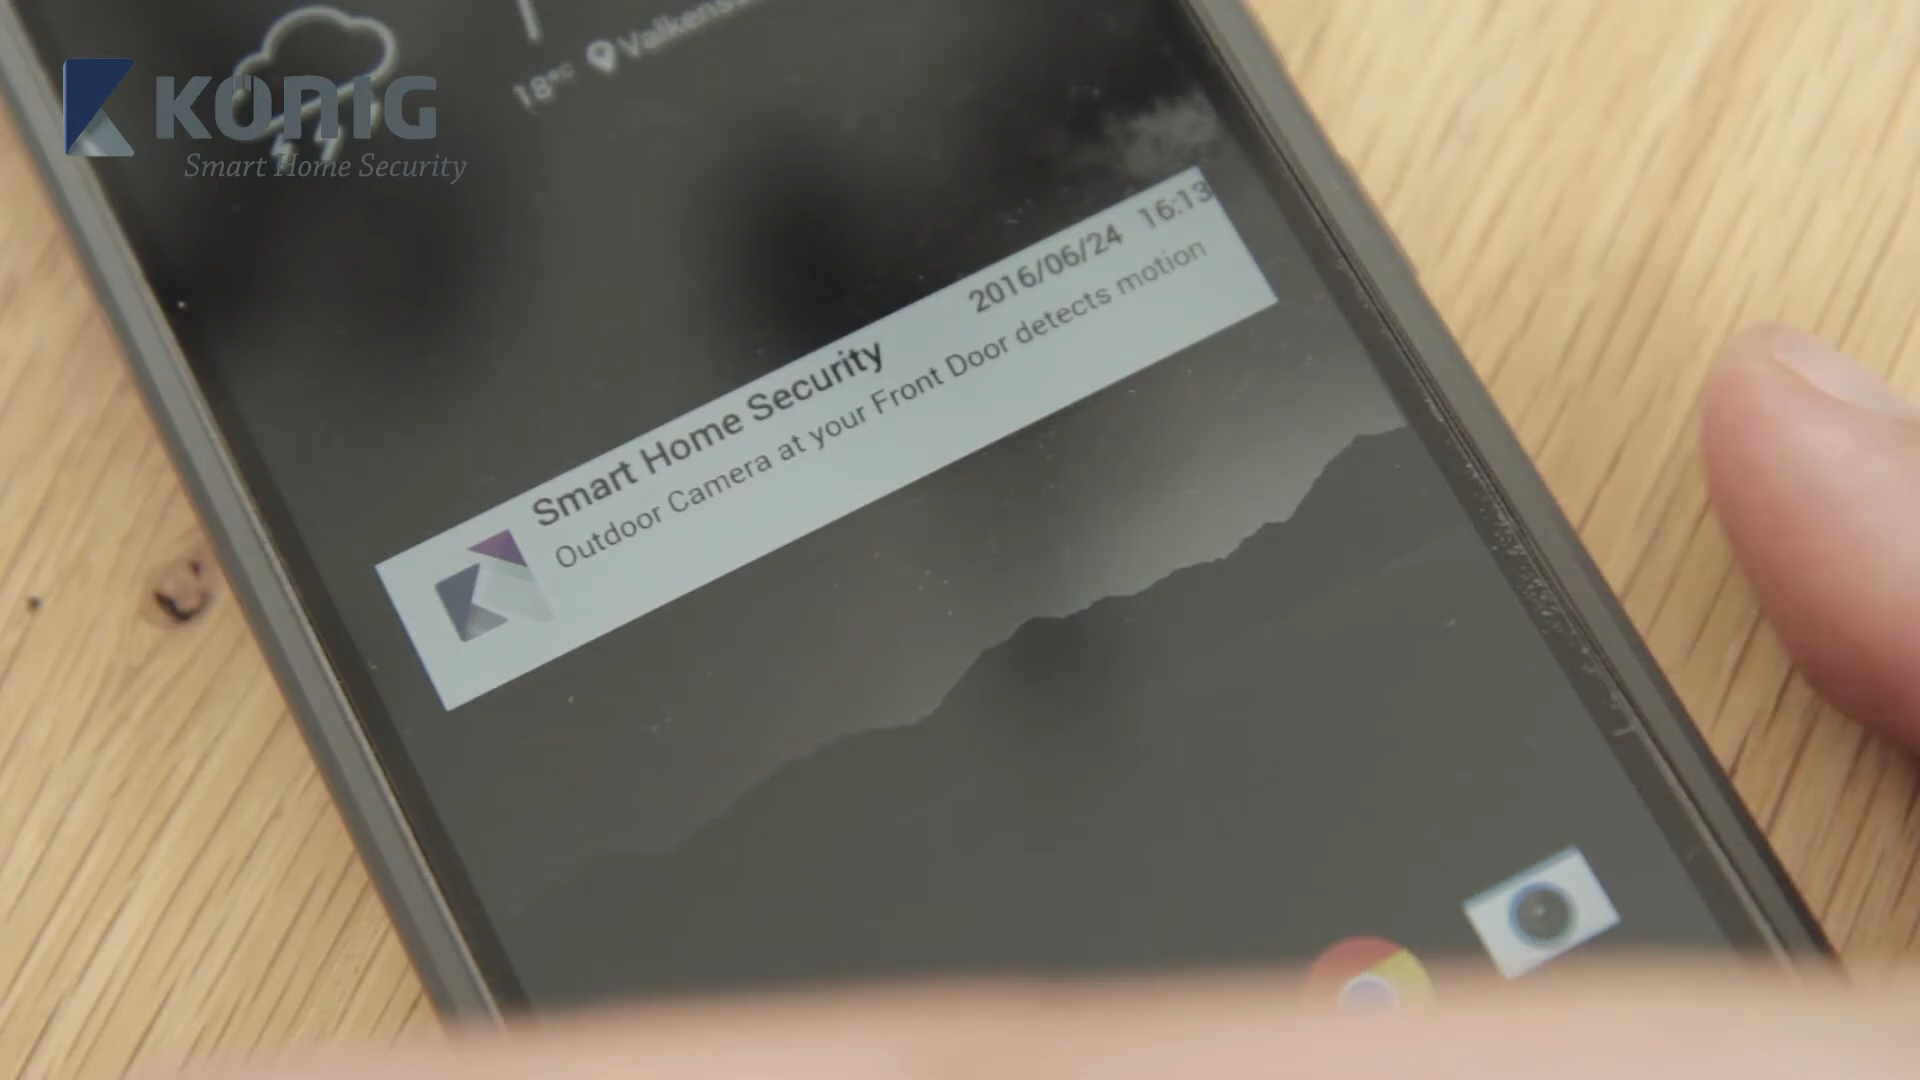 KÖNIG
Smart Home Security
18°C
Smart Home Security 2016/06/24 16:13
Outdoor Camera at your Front Door detects motion